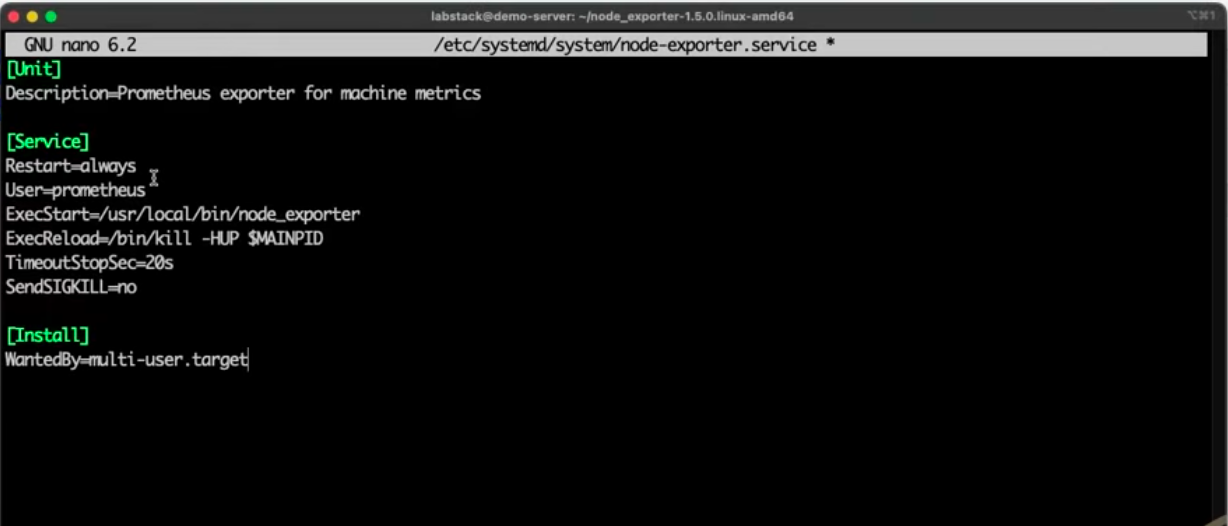 labstack@demo-server: ~/node_exporter-1.5.0.linux-amd64 ⌥⌘1
GNU nano 6.2 /etc/systemd/system/node-exporter.service *
[Unit]
Description=Prometheus exporter for machine metrics
[Service]
Restart=always
User=prometheus
ExecStart=/usr/local/bin/node_exporter
ExecReload=/bin/kill -HUP $MAINPID
TimeoutStopSec=20s
SendSIGKILL=no
[Install]
WantedBy=multi-user.target